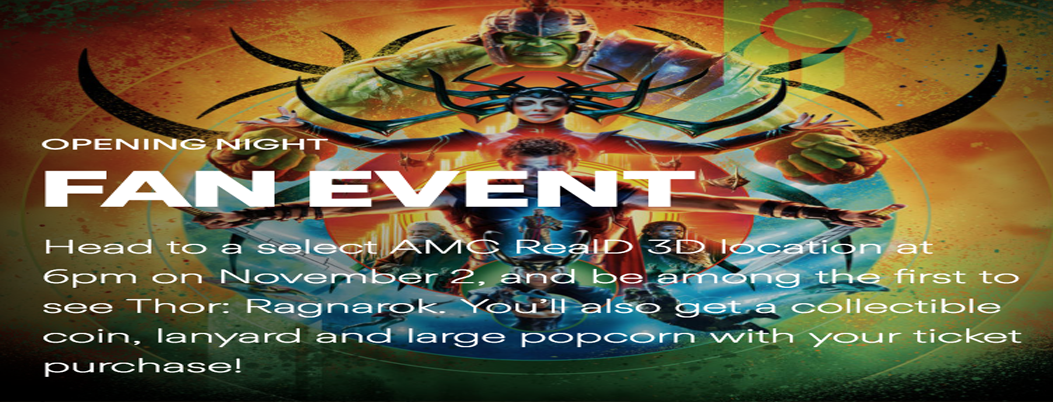 OPENING NIGHT
FAN EVENT
Head to a select AMC RealD 3D location at
6pm on November 2, and be among the first to
see Thor: Ragnarok. You'll also get a collectible
coin, lanyard and large popcorn with your ticket
purchase!